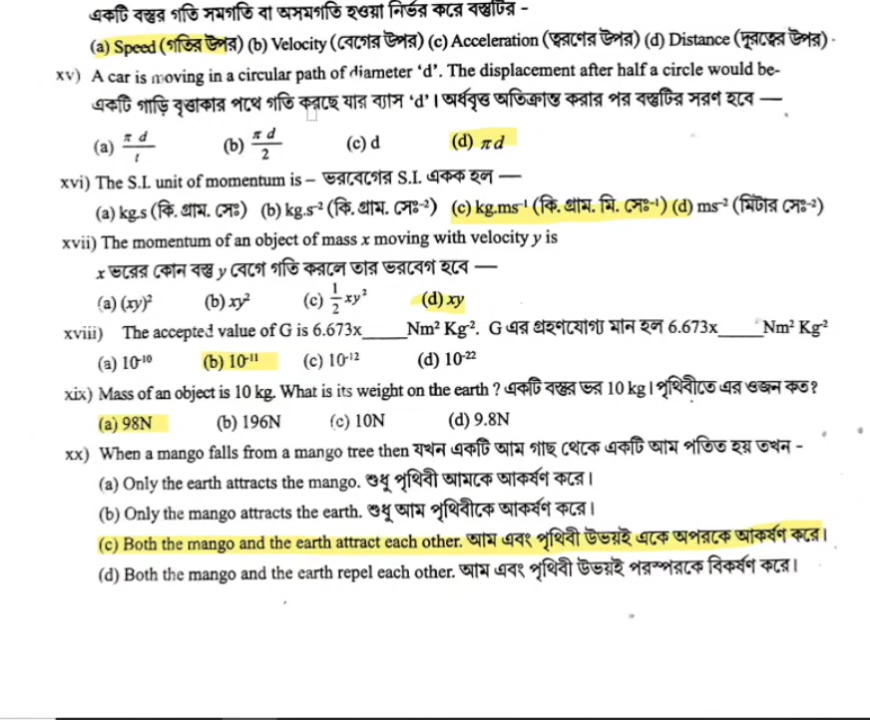 একটি বস্তুর গতি সমগতি বা অসমগতি হওয়া নির্ভর করে বস্তুটির -
(a) Speed (গতির উপর) (b) Velocity (বেগের উপর) (c) Acceleration (ত্বরণের উপর) (d) Distance (দূরত্বের উপর) -
xv) A car is moving in a circular path of diameter ‘d’. The displacement after half a circle would be-
একটি গাড়ি বৃত্তাকার পথে গতি করছে যার ব্যাস ‘d’। অর্ধবৃত্ত অতিক্রান্ত করার পর বস্তুটির সরণ হবে —
(a) π d / t (b) π d / 2 (c) d (d) π d
xvi) The S.I. unit of momentum is – ভরবেগের S.I. একক হল —
(a) kg.s (কি. গ্রাম. সেঃ) (b) kg.s⁻² (কি. গ্রাম. সেঃ⁻²) (c) kg.ms⁻¹ (কি. গ্রাম. মি. সেঃ⁻¹) (d) ms⁻² (মিটার সেঃ⁻²)
xvii) The momentum of an object of mass x moving with velocity y is
x ভরের কোন বস্তু y বেগে গতি করলে তার ভরবেগ হবে —
(a) (xy)² (b) xy² (c) 1/2 xy² (d) xy
xviii) The accepted value of G is 6.673x_____Nm² Kg⁻². G এর গ্রহণযোগ্য মান হল 6.673x_____Nm² Kg⁻²
(a) 10⁻¹⁰ (b) 10⁻¹¹ (c) 10⁻¹² (d) 10⁻²²
xix) Mass of an object is 10 kg. What is its weight on the earth ? একটি বস্তুর ভর 10 kg। পৃথিবীতে এর ওজন কত?
(a) 98N (b) 196N (c) 10N (d) 9.8N
xx) When a mango falls from a mango tree then যখন একটি আম গাছ থেকে একটি আম পতিত হয় তখন -
(a) Only the earth attracts the mango. শুধু পৃথিবী আমকে আকর্ষণ করে।
(b) Only the mango attracts the earth. শুধু আম পৃথিবীকে আকর্ষণ করে।
(c) Both the mango and the earth attract each other. আম এবং পৃথিবী উভয়ই একে অপরকে আকর্ষণ করে।
(d) Both the mango and the earth repel each other. আম এবং পৃথিবী উভয়ই পরস্পরকে বিকর্ষণ করে।